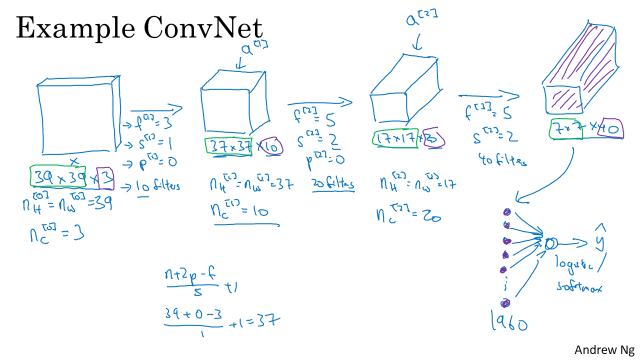 Example ConvNet
a^[1]
a^[2]
x
39 × 39 × 3
n_H^[0] = n_W^[0] = 39
n_C^[0] = 3
→ f^[1] = 3
→ s^[1] = 1
→ p^[1] = 0
→ 10 filters
37×37 × 10
n_H^[1] = n_W^[1] = 37
n_C^[1] = 10
f^[2] = 5
s^[2] = 2
p^[2] = 0
20 filters
17×17 × 20
n_H^[2] = n_W^[2] = 17
n_C^[2] = 20
f^[3] = 5
s^[3] = 2
40 filters
7×7 × 40
(n+2p-f)/s + 1
(39+0-3)/1 + 1 = 37
ŷ
logistic /
softmax
1960
Andrew Ng